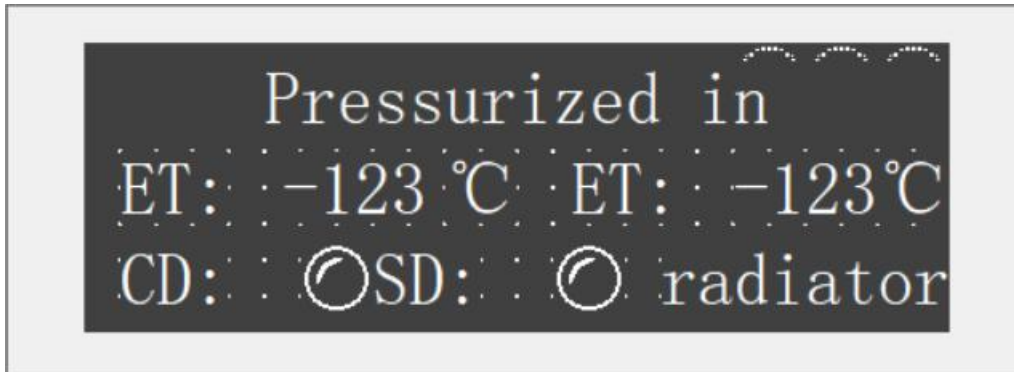 Pressurized in
ET: -123℃ ET: -123℃
CD: SD: radiator